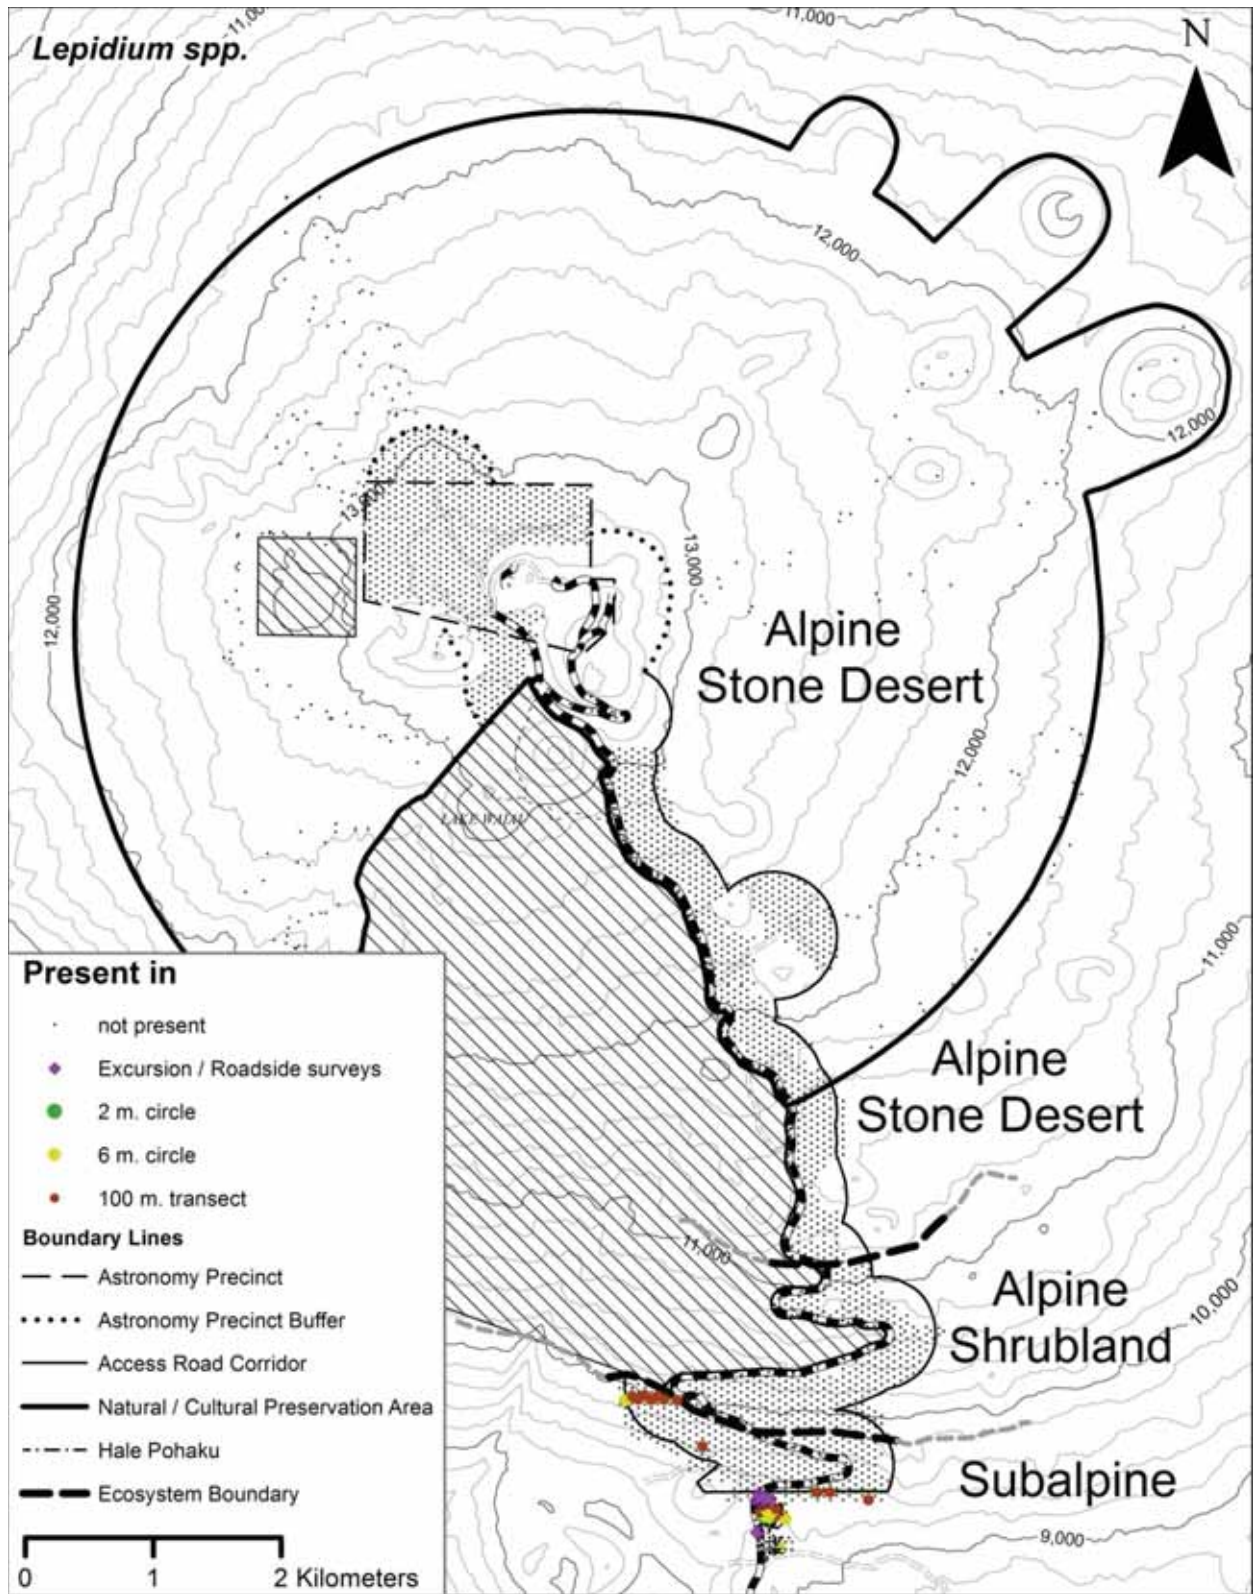 11,000
11,000
Lepidium spp.
N
12,000
12,000
13,000
13,000
12,000
Alpine
Stone Desert
12,000
LAKE WAIAU
11,000
Present in
not present
Excursion / Roadside surveys
2 m. circle
6 m. circle
100 m. transect
Boundary Lines
Astronomy Precinct
Astronomy Precinct Buffer
Access Road Corridor
Natural / Cultural Preservation Area
Hale Pohaku
Ecosystem Boundary
0 1 2 Kilometers
Alpine
Stone Desert
11,000
Alpine
Shrubland
10,000
Subalpine
9,000